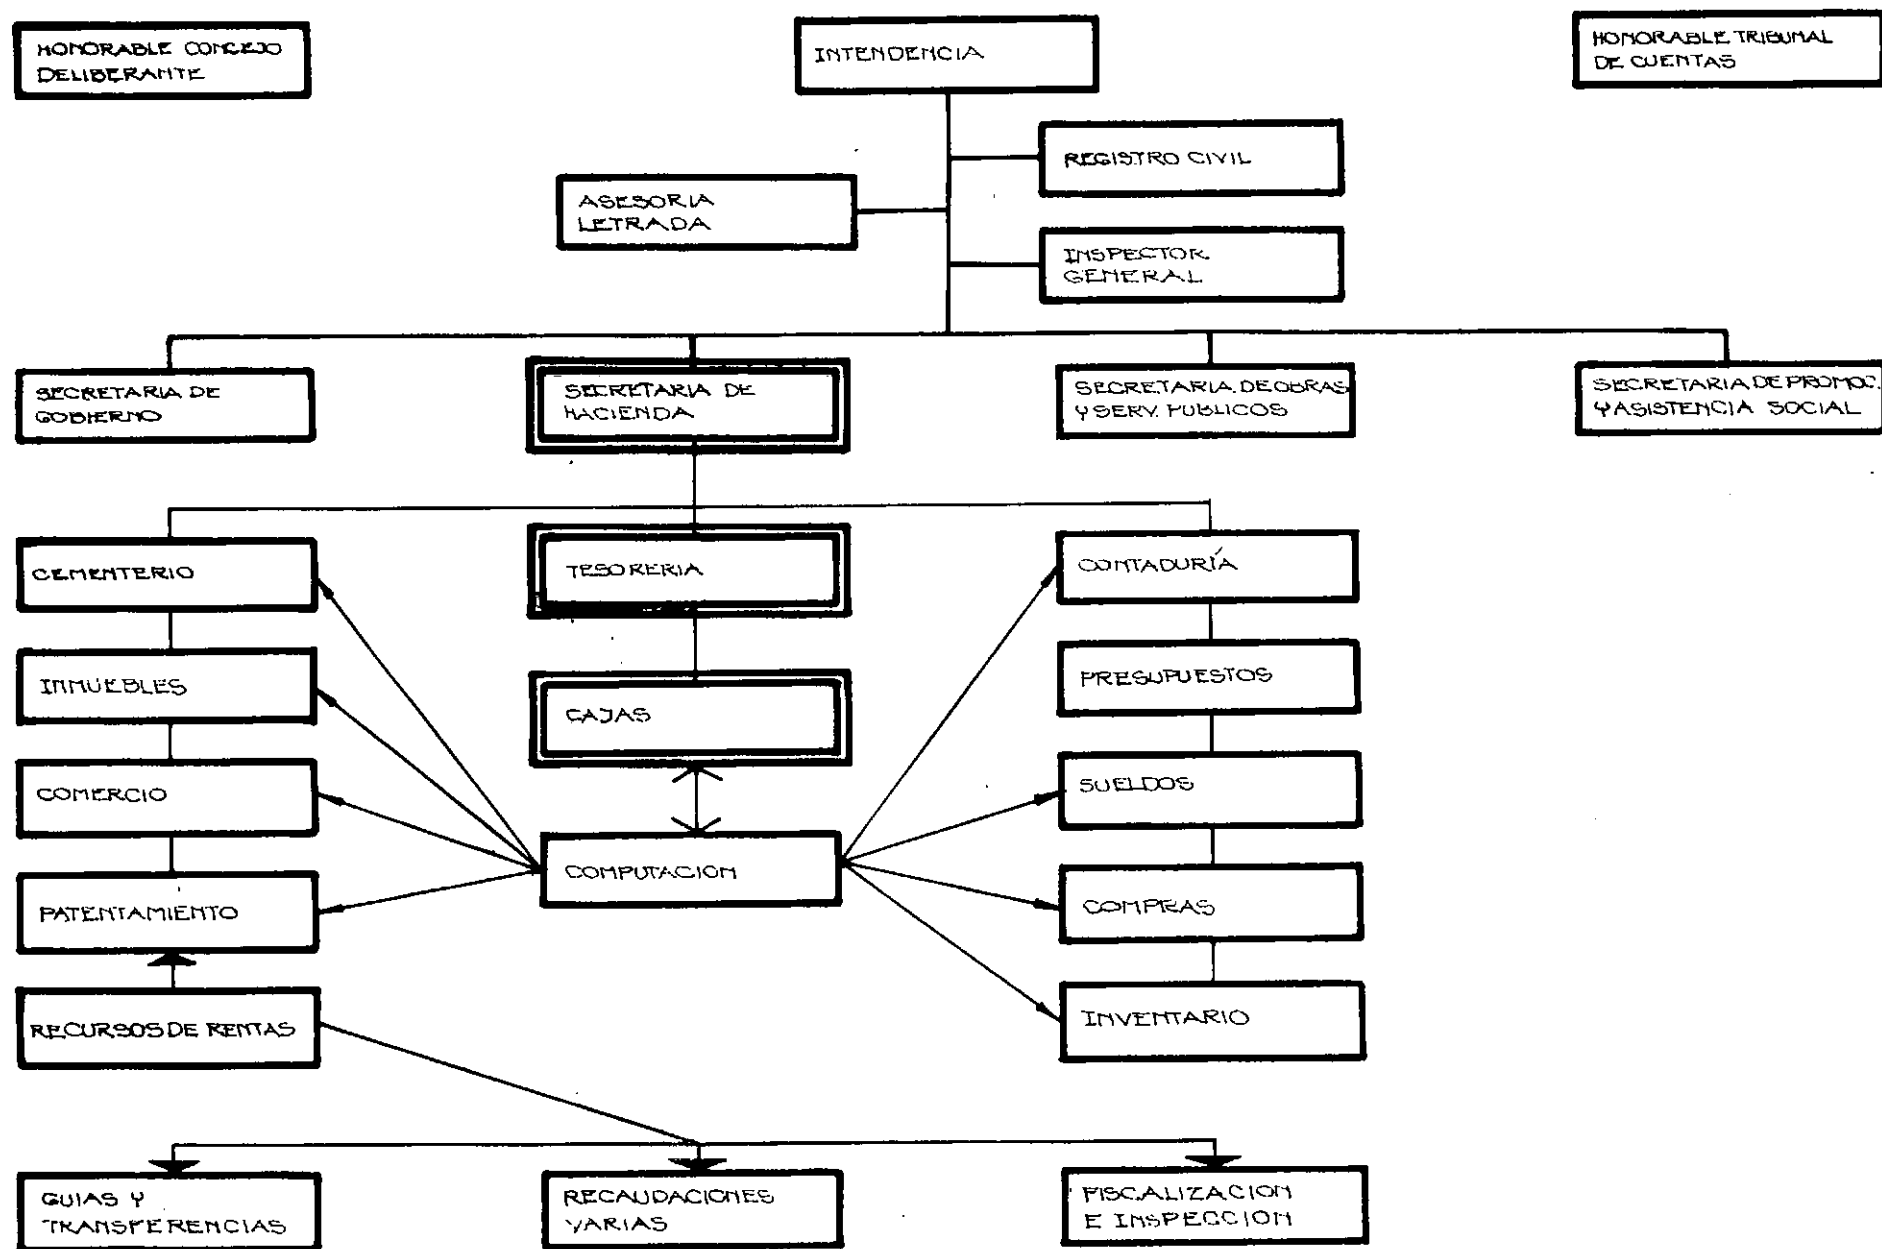 HONORABLE CONCEJO
DELIBERANTE
INTENDENCIA
HONORABLE TRIBUNAL
DE CUENTAS
REGISTRO CIVIL
ASESORIA
LETRADA
INSPECTOR
GENERAL
SECRETARIA DE
GOBIERNO
SECRETARIA DE
HACIENDA
SECRETARIA DE OBRAS
Y SERV. PUBLICOS
SECRETARIA DE PROMOC.
Y ASISTENCIA SOCIAL
CEMENTERIO
TESORERIA
CONTADURÍA
INMUEBLES
CAJAS
PRESUPUESTOS
COMERCIO
SUELDOS
COMPUTACION
PATENTAMIENTO
COMPRAS
RECURSOS DE RENTAS
INVENTARIO
GUIAS Y
TRANSFERENCIAS
RECAUDACIONES
VARIAS
FISCALIZACION
E INSPECCION